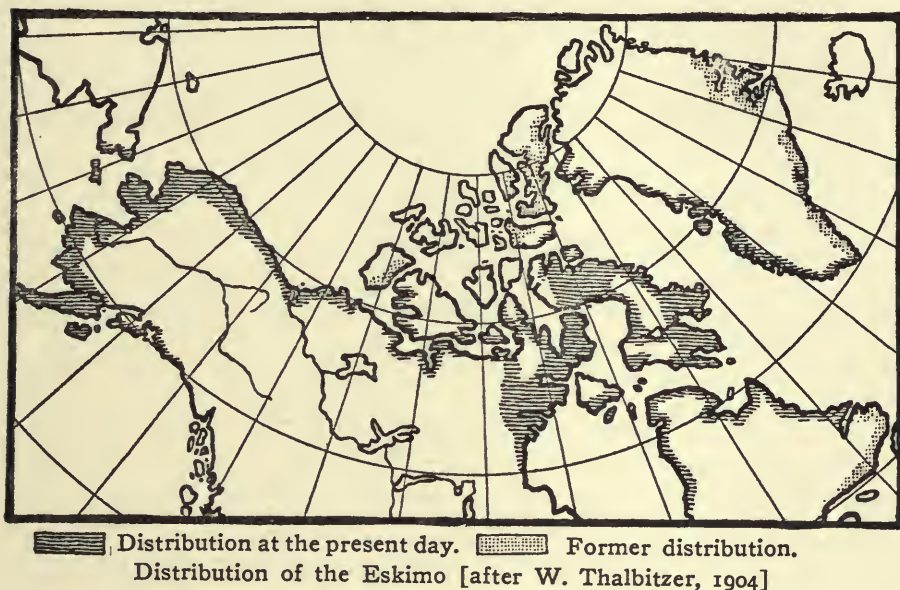 Distribution at the present day. Former distribution.
Distribution of the Eskimo [after W. Thalbitzer, 1904]